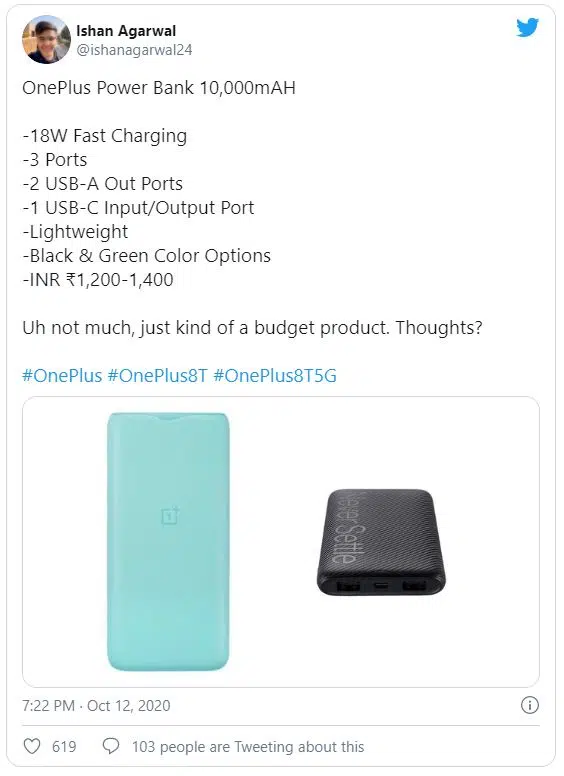 Ishan Agarwal
@ishanagarwal24
OnePlus Power Bank 10,000mAH
-18W Fast Charging
-3 Ports
-2 USB-A Out Ports
-1 USB-C Input/Output Port
-Lightweight
-Black & Green Color Options
-INR ₹1,200-1,400
Uh not much, just kind of a budget product. Thoughts?
#OnePlus #OnePlus8T #OnePlus8T5G
1+
Never Settle
7:22 PM · Oct 12, 2020
619
103 people are Tweeting about this